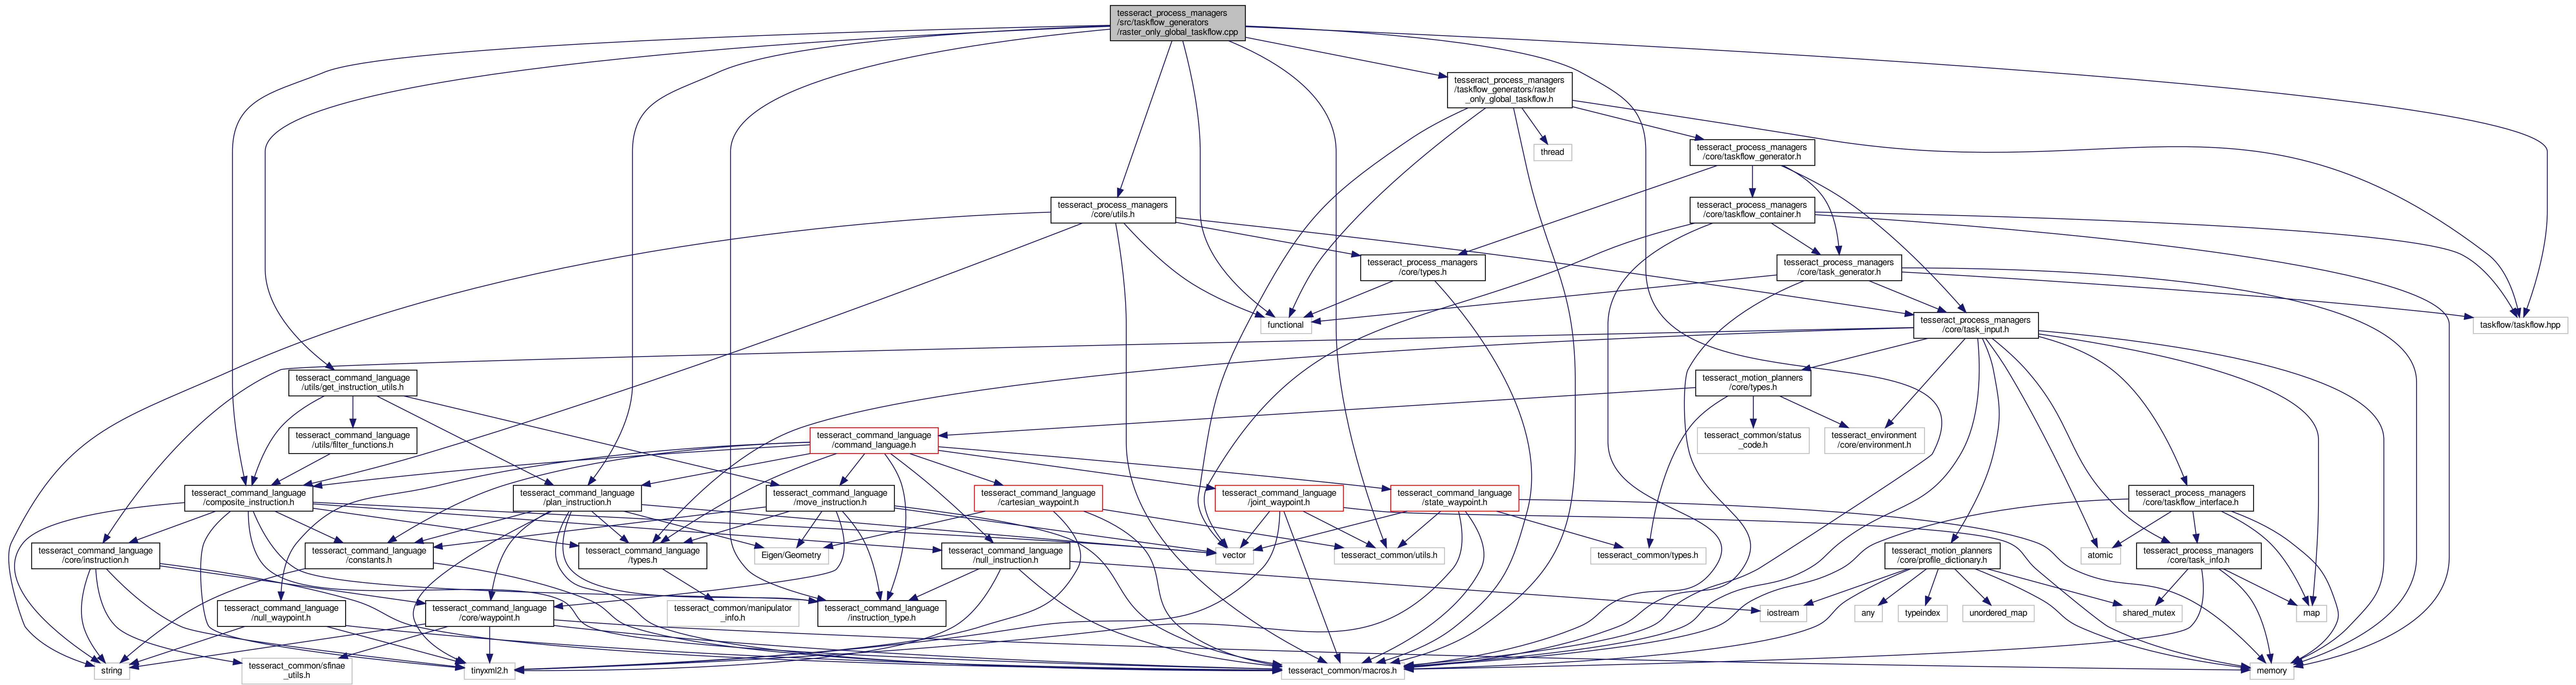 tesseract_process_managers
/src/taskflow_generators
/raster_only_global_taskflow.cpp
tesseract_process_managers
/taskflow_generators/raster
_only_global_taskflow.h
thread
tesseract_process_managers
/core/taskflow_generator.h
tesseract_process_managers
/core/utils.h
tesseract_process_managers
/core/taskflow_container.h
tesseract_process_managers
/core/types.h
tesseract_process_managers
/core/task_generator.h
functional
tesseract_process_managers
/core/task_input.h
taskflow/taskflow.hpp
tesseract_command_language
/utils/get_instruction_utils.h
tesseract_motion_planners
/core/types.h
tesseract_command_language
/utils/filter_functions.h
tesseract_command_language
/command_language.h
tesseract_common/status
_code.h
tesseract_environment
/core/environment.h
tesseract_command_language
/composite_instruction.h
tesseract_command_language
/plan_instruction.h
tesseract_command_language
/move_instruction.h
tesseract_command_language
/cartesian_waypoint.h
tesseract_command_language
/joint_waypoint.h
tesseract_command_language
/state_waypoint.h
tesseract_process_managers
/core/taskflow_interface.h
tesseract_command_language
/core/instruction.h
tesseract_command_language
/constants.h
tesseract_command_language
/types.h
Eigen/Geometry
tesseract_command_language
/null_instruction.h
vector
tesseract_common/utils.h
tesseract_common/types.h
tesseract_motion_planners
/core/profile_dictionary.h
atomic
tesseract_process_managers
/core/task_info.h
tesseract_command_language
/null_waypoint.h
tesseract_command_language
/core/waypoint.h
tesseract_common/manipulator
_info.h
tesseract_command_language
/instruction_type.h
iostream
any
typeindex
unordered_map
shared_mutex
map
string
tesseract_common/sfinae
_utils.h
tinyxml2.h
tesseract_common/macros.h
memory